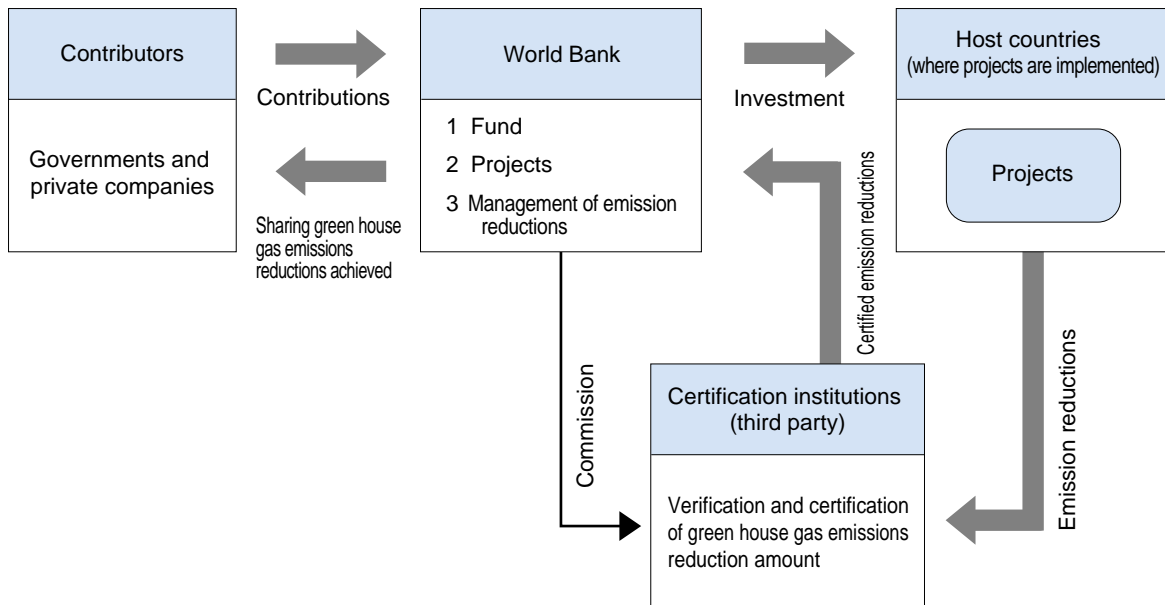 Contributors
Governments and
private companies
Contributions
Sharing green house
gas emissions
reductions achieved
World Bank
1 Fund
2 Projects
3 Management of emission
reductions
Investment
Host countries
(where projects are implemented)
Projects
Certified emission reductions
Commission
Certification institutions
(third party)
Verification and certification
of green house gas emissions
reduction amount
Emission reductions